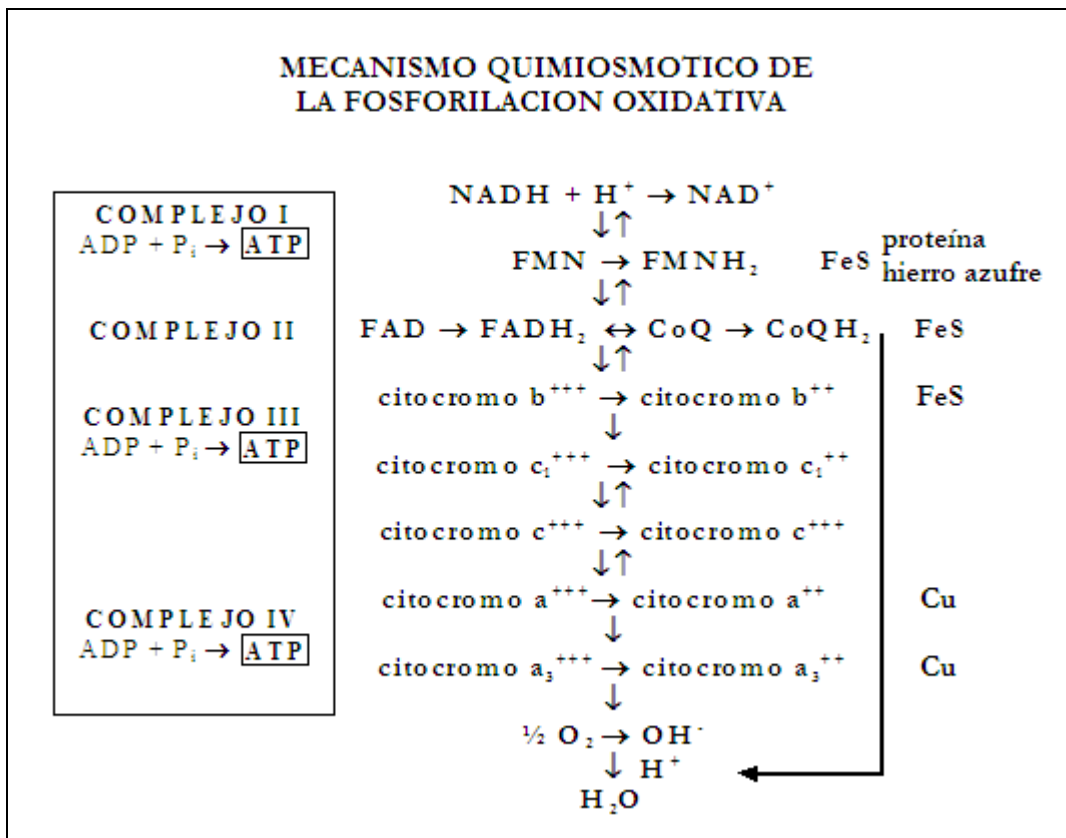 MECANISMO QUIMIOSMOTICO DE
LA FOSFORILACION OXIDATIVA
COMPLEJO I
ADP + Pᵢ → ATP
COMPLEJO II
COMPLEJO III
ADP + Pᵢ → ATP
COMPLEJO IV
ADP + Pᵢ → ATP
NADH + H⁺ → NAD⁺
↓↑
FMN → FMNH₂ FeS proteína
hierro azufre
↓↑
FAD → FADH₂ ↔ CoQ → CoQH₂ FeS
↓↑
citocromo b⁺⁺⁺ → citocromo b⁺⁺ FeS
↓
citocromo c₁⁺⁺⁺ → citocromo c₁⁺⁺
↓↑
citocromo c⁺⁺⁺ → citocromo c⁺⁺⁺
↓↑
citocromo a⁺⁺⁺ → citocromo a⁺⁺ Cu
↓
citocromo a₃⁺⁺⁺ → citocromo a₃⁺⁺ Cu
↓
½ O₂ → OH⁻
↓ H⁺
H₂O